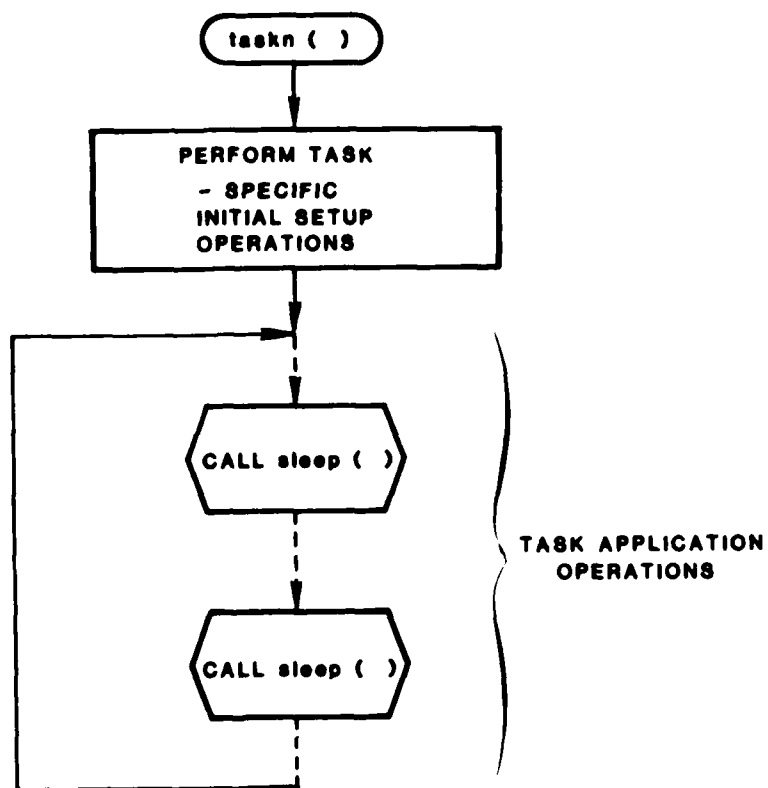 taskn ( )
PERFORM TASK
- SPECIFIC
INITIAL SETUP
OPERATIONS
CALL sleep ( )
TASK APPLICATION
OPERATIONS
CALL sleep ( )